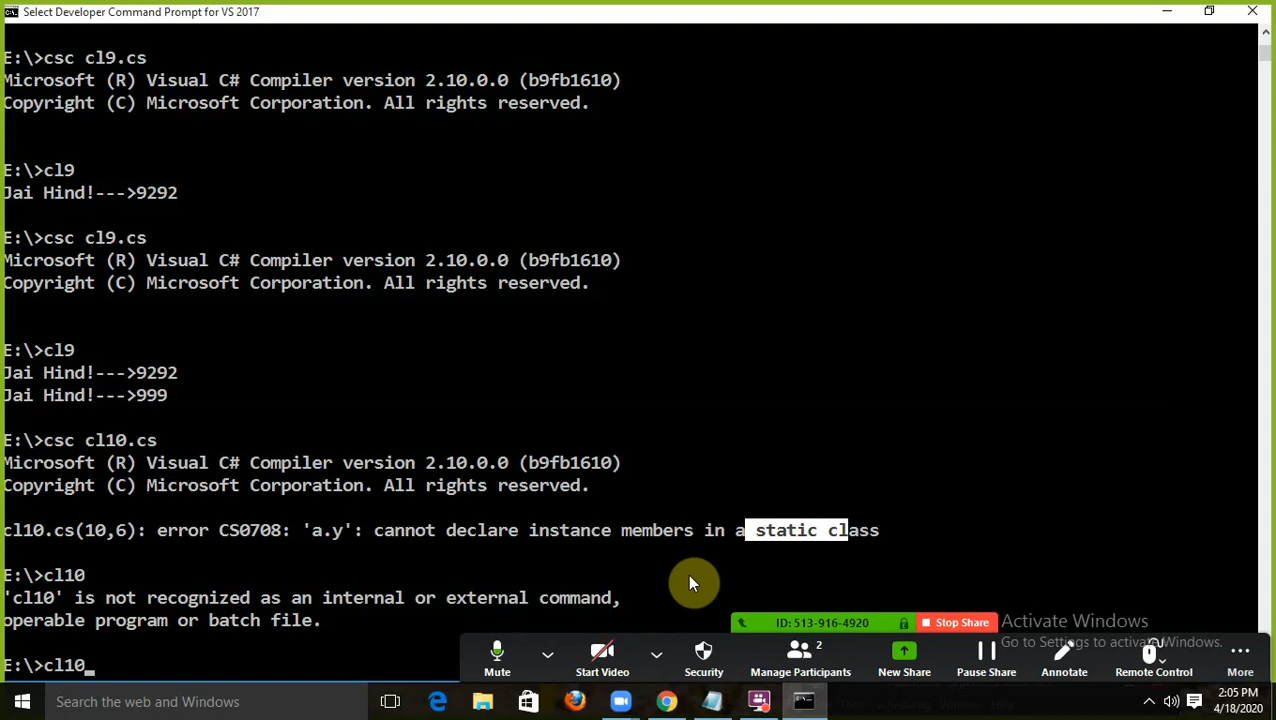 Select Developer Command Prompt for VS 2017
E:\>csc cl9.cs
Microsoft (R) Visual C# Compiler version 2.10.0.0 (b9fb1610)
Copyright (C) Microsoft Corporation. All rights reserved.
E:\>cl9
Jai Hind!--->9292
E:\>csc cl9.cs
Microsoft (R) Visual C# Compiler version 2.10.0.0 (b9fb1610)
Copyright (C) Microsoft Corporation. All rights reserved.
E:\>cl9
Jai Hind!--->9292
Jai Hind!--->999
E:\>csc cl10.cs
Microsoft (R) Visual C# Compiler version 2.10.0.0 (b9fb1610)
Copyright (C) Microsoft Corporation. All rights reserved.
cl10.cs(10,6): error CS0708: 'a.y': cannot declare instance members in a static class
E:\>cl10
'cl10' is not recognized as an internal or external command,
operable program or batch file.
E:\>cl10_
ID: 513-916-4920 Stop Share
Activate Windows
Go to Settings to activate Windows.
Mute Start Video Security Manage Participants 2 New Share Pause Share Annotate Remote Control More
Search the web and Windows
2:05 PM
4/18/2020